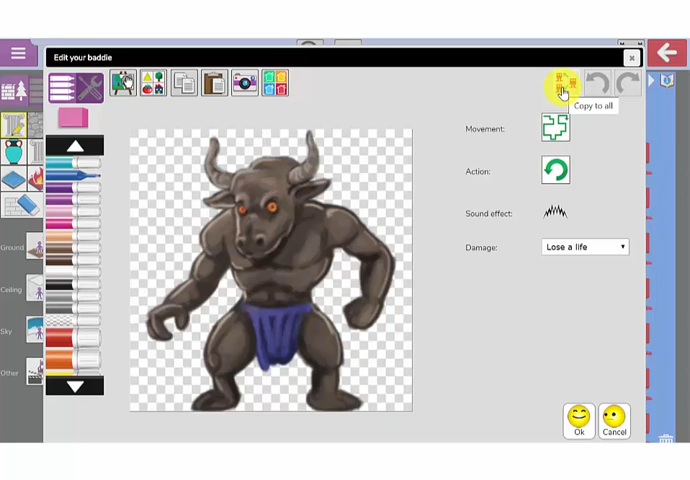 Edit your baddie
Copy to all
Movement:
Action:
Sound effect:
Damage:
Lose a life
Ground
Ceiling
Sky
Other
Ok
Cancel